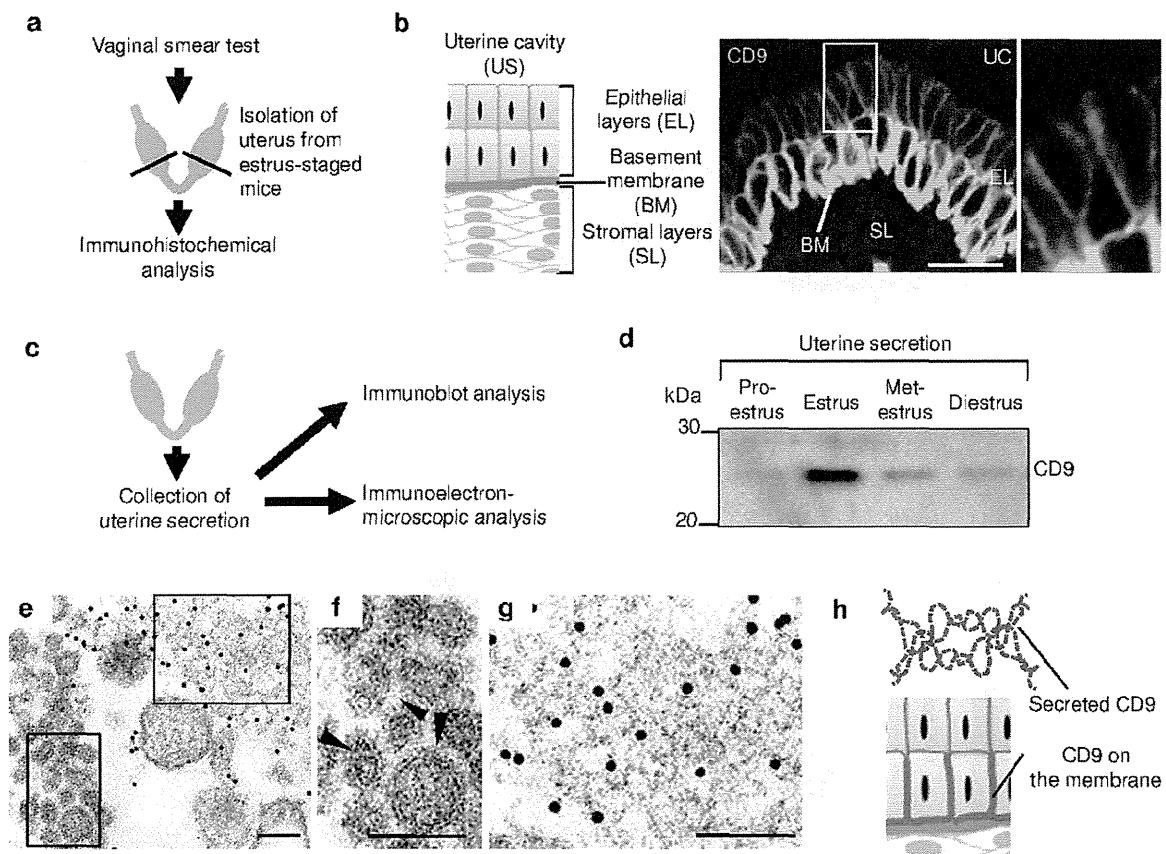 a
Vaginal smear test
Isolation of
uterus from
estrus-staged
mice
Immunohistochemical
analysis
b
Uterine cavity
(US)
Epithelial
layers (EL)
Basement
membrane
(BM)
Stromal layers
(SL)
CD9
UC
EL
BM
SL
c
Collection of
uterine secretion
Immunoblot analysis
Immunoelectron-
microscopic analysis
d
Uterine secretion
kDa
Pro-
estrus
Estrus
Met-
estrus
Diestrus
30
20
CD9
e
f
g
h
Secreted CD9
CD9 on
the membrane